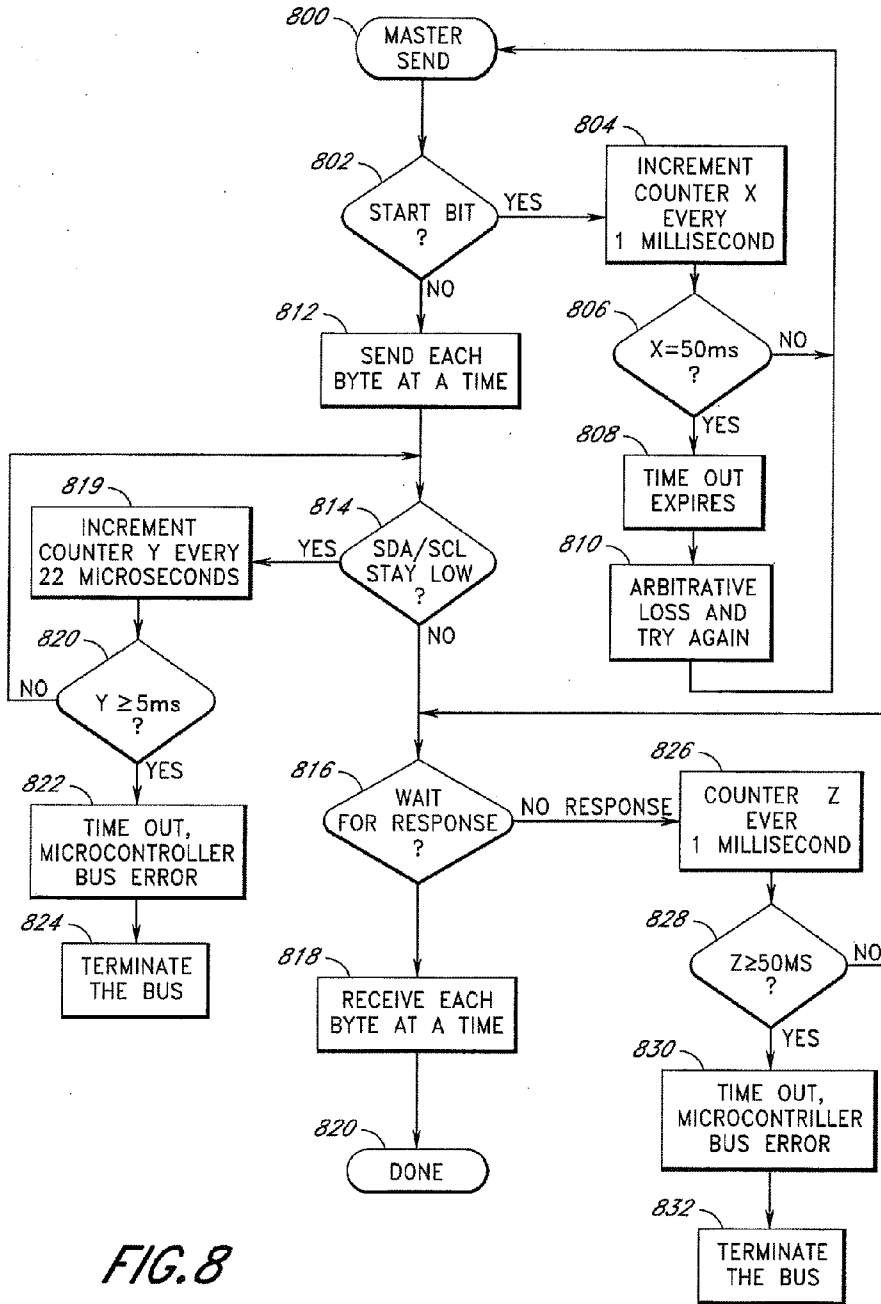 800
MASTER
SEND
802
START BIT
?
YES
NO
804
INCREMENT
COUNTER X
EVERY
1 MILLISECOND
806
X=50ms
?
NO
YES
808
TIME OUT
EXPIRES
810
ARBITRATIVE
LOSS AND
TRY AGAIN
812
SEND EACH
BYTE AT A TIME
814
SDA/SCL
STAY LOW
?
YES
NO
819
INCREMENT
COUNTER Y EVERY
22 MICROSECONDS
820
Y ≥5ms
?
NO
YES
822
TIME OUT,
MICROCONTROLLER
BUS ERROR
824
TERMINATE
THE BUS
816
WAIT
FOR RESPONSE
?
NO RESPONSE
818
RECEIVE EACH
BYTE AT A TIME
820
DONE
826
COUNTER Z
EVER
1 MILLISECOND
828
Z≥50MS
?
NO
YES
830
TIME OUT,
MICROCONTRILLER
BUS ERROR
832
TERMINATE
THE BUS
FIG.8